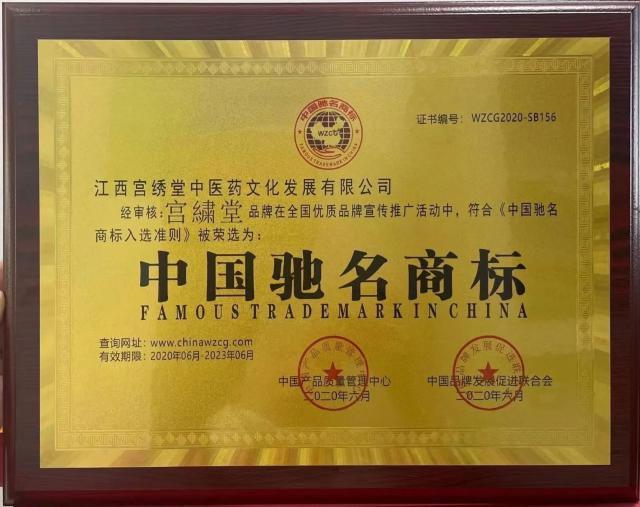 中国驰名商标
wzcg
FAMOUS TRADEMARK IN CHINA
证书编号：WZCG2020-SB156
江西宫绣堂中医药文化发展有限公司
经审核：宫繡堂品牌在全国优质品牌宣传推广活动中，符合《中国驰名
商标入选准则》被荣选为：
中国驰名商标
FAMOUSTRADEMARKINCHINA
查询网址：www.chinawzcg.com
有效期限：2020年06月-2023年06月
中国产品质量管理中心
二〇二〇年六月
中国品牌发展促进联合会
二〇二〇年六月